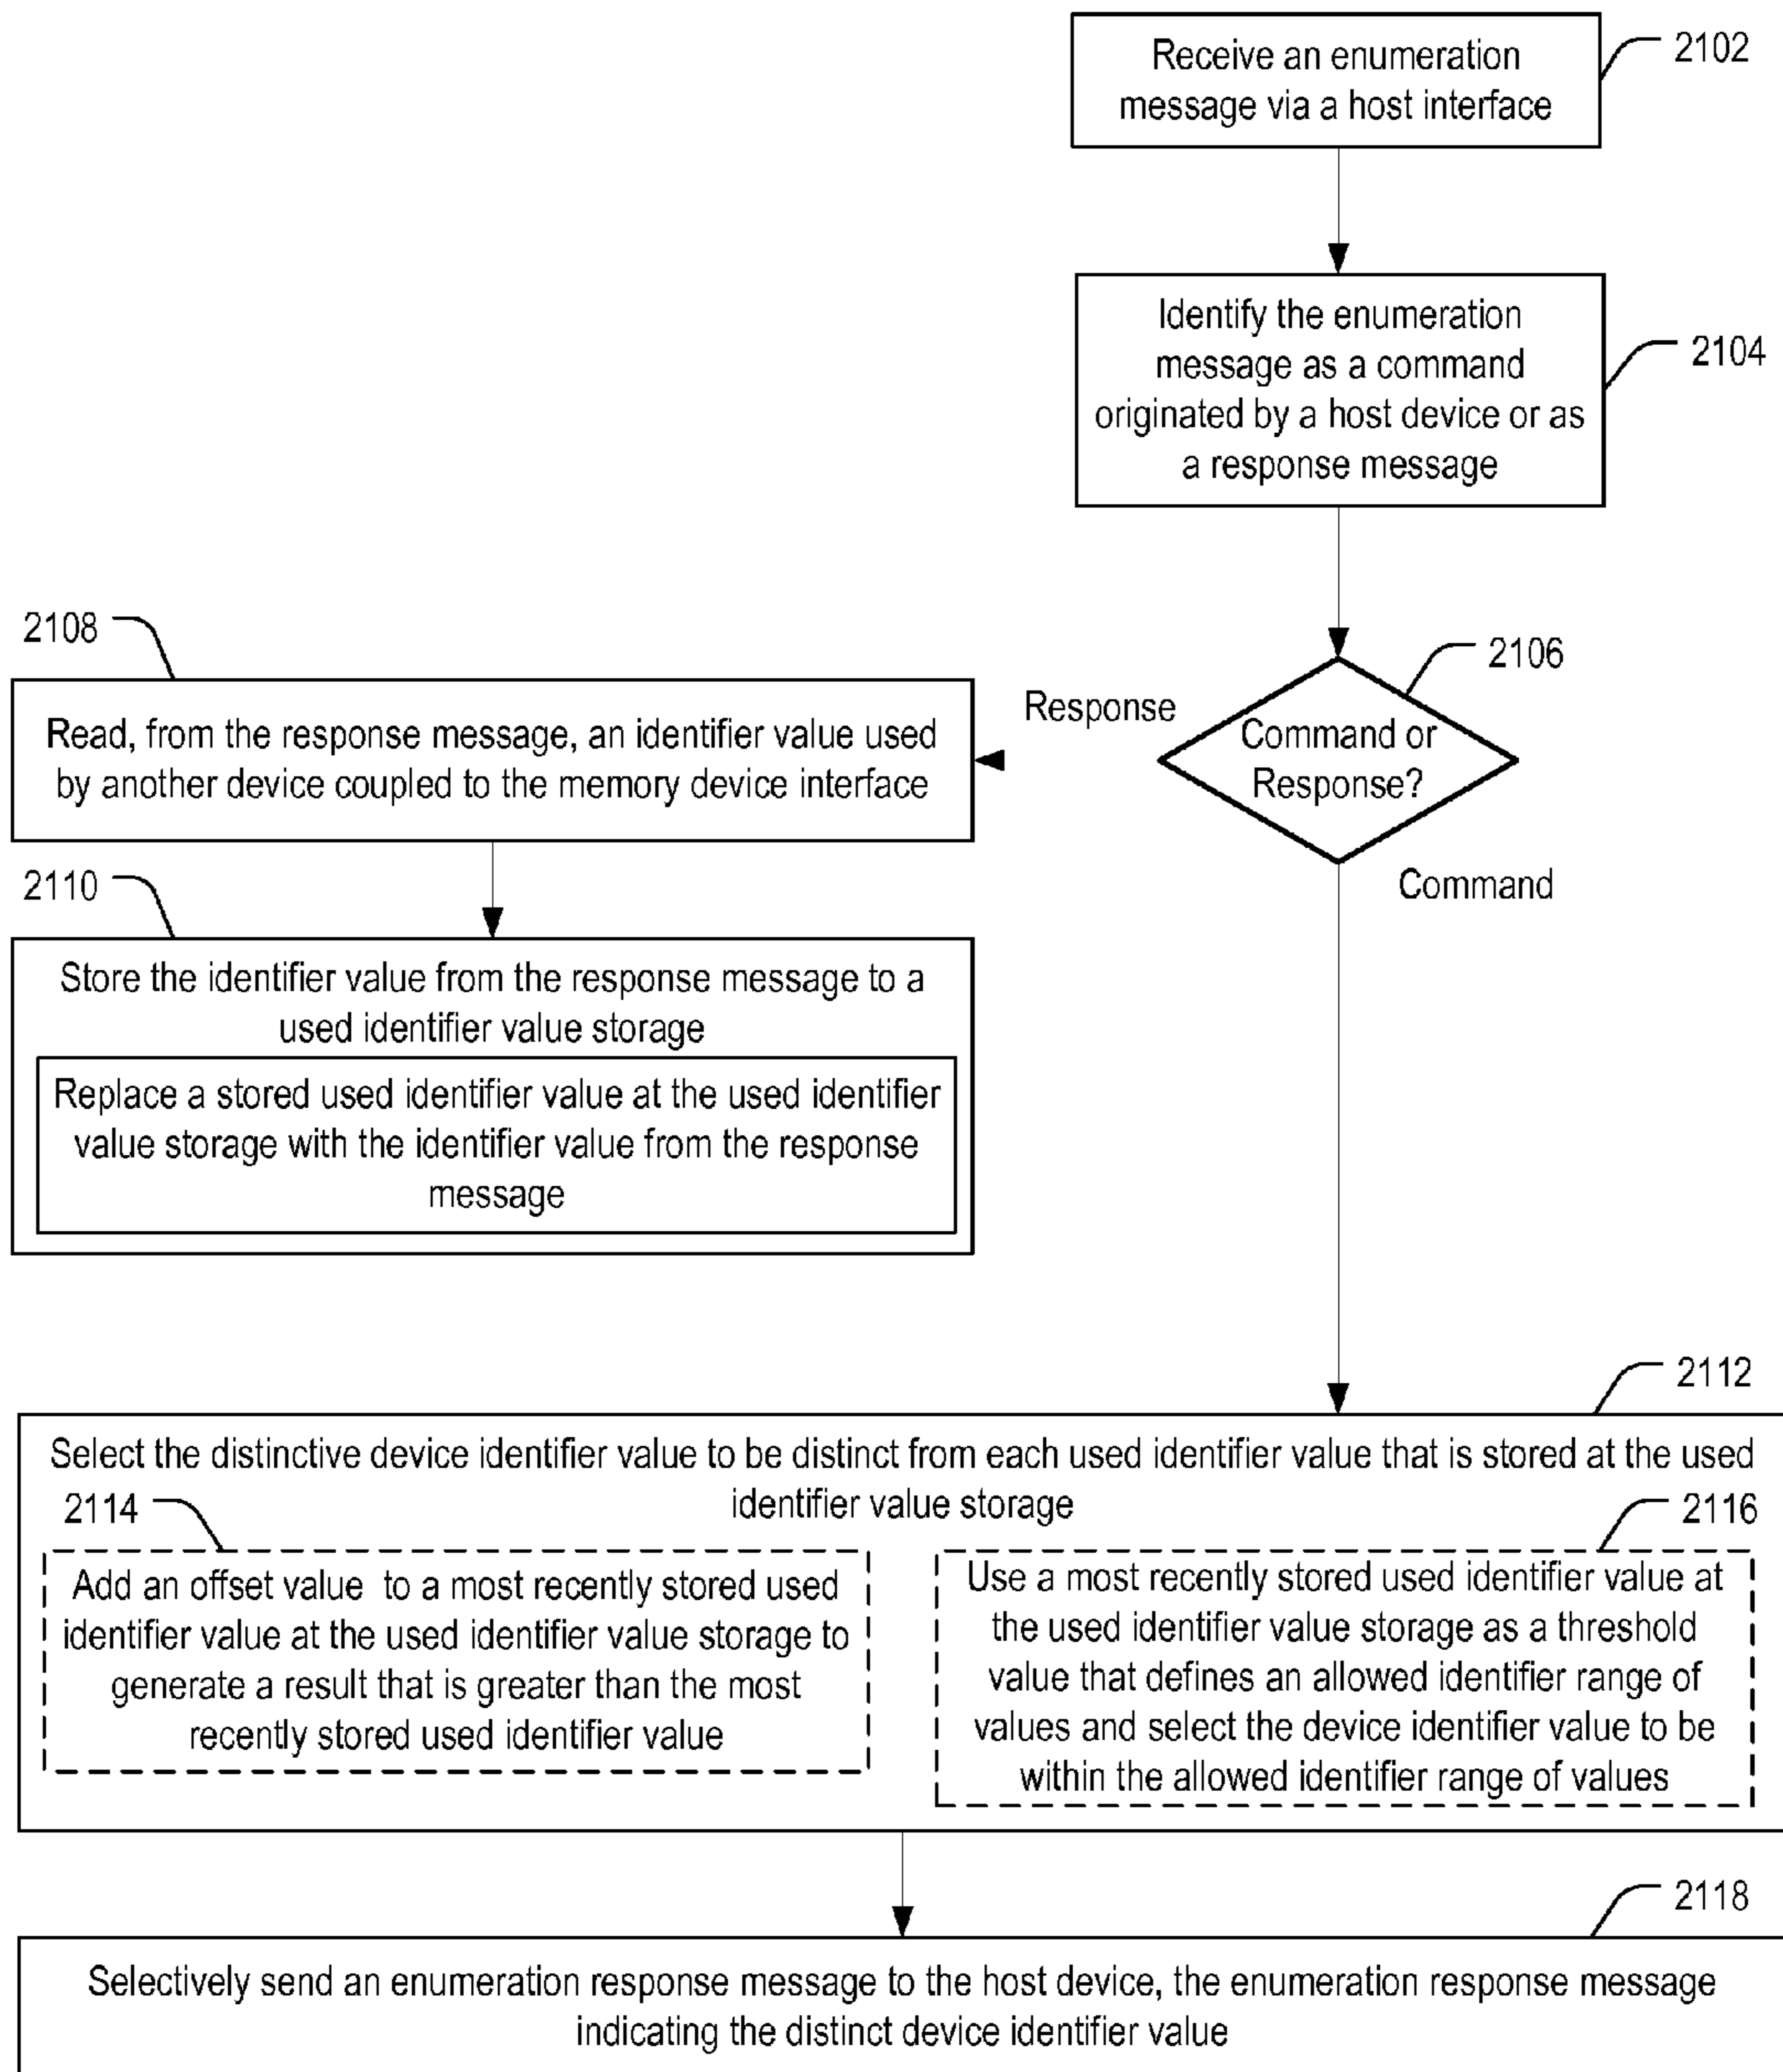 Receive an enumeration
message via a host interface
2102
Identify the enumeration
message as a command
originated by a host device or as
a response message
2104
2106
Command or
Response?
Response
Command
2108
Read, from the response message, an identifier value used
by another device coupled to the memory device interface
2110
Store the identifier value from the response message to a
used identifier value storage
Replace a stored used identifier value at the used identifier
value storage with the identifier value from the response
message
2112
Select the distinctive device identifier value to be distinct from each used identifier value that is stored at the used
identifier value storage
2114
Add an offset value to a most recently stored used
identifier value at the used identifier value storage to
generate a result that is greater than the most
recently stored used identifier value
2116
Use a most recently stored used identifier value at
the used identifier value storage as a threshold
value that defines an allowed identifier range of
values and select the device identifier value to be
within the allowed identifier range of values
2118
Selectively send an enumeration response message to the host device, the enumeration response message
indicating the distinct device identifier value